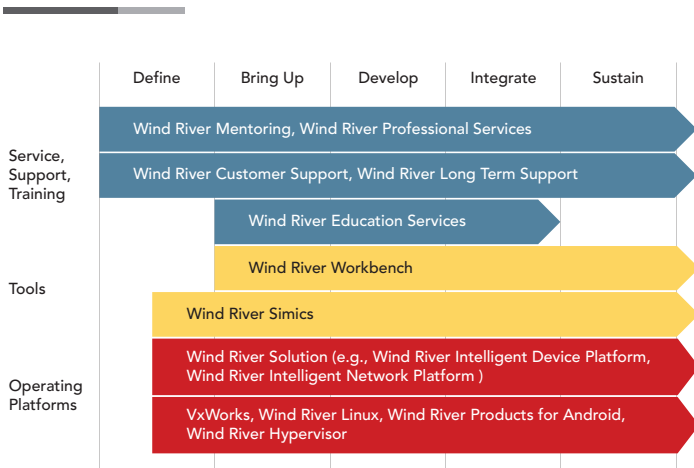 Define Bring Up Develop Integrate Sustain
Service,
Support,
Training
Wind River Mentoring, Wind River Professional Services
Wind River Customer Support, Wind River Long Term Support
Wind River Education Services
Tools
Wind River Workbench
Wind River Simics
Operating
Platforms
Wind River Solution (e.g., Wind River Intelligent Device Platform,
Wind River Intelligent Network Platform )
VxWorks, Wind River Linux, Wind River Products for Android,
Wind River Hypervisor